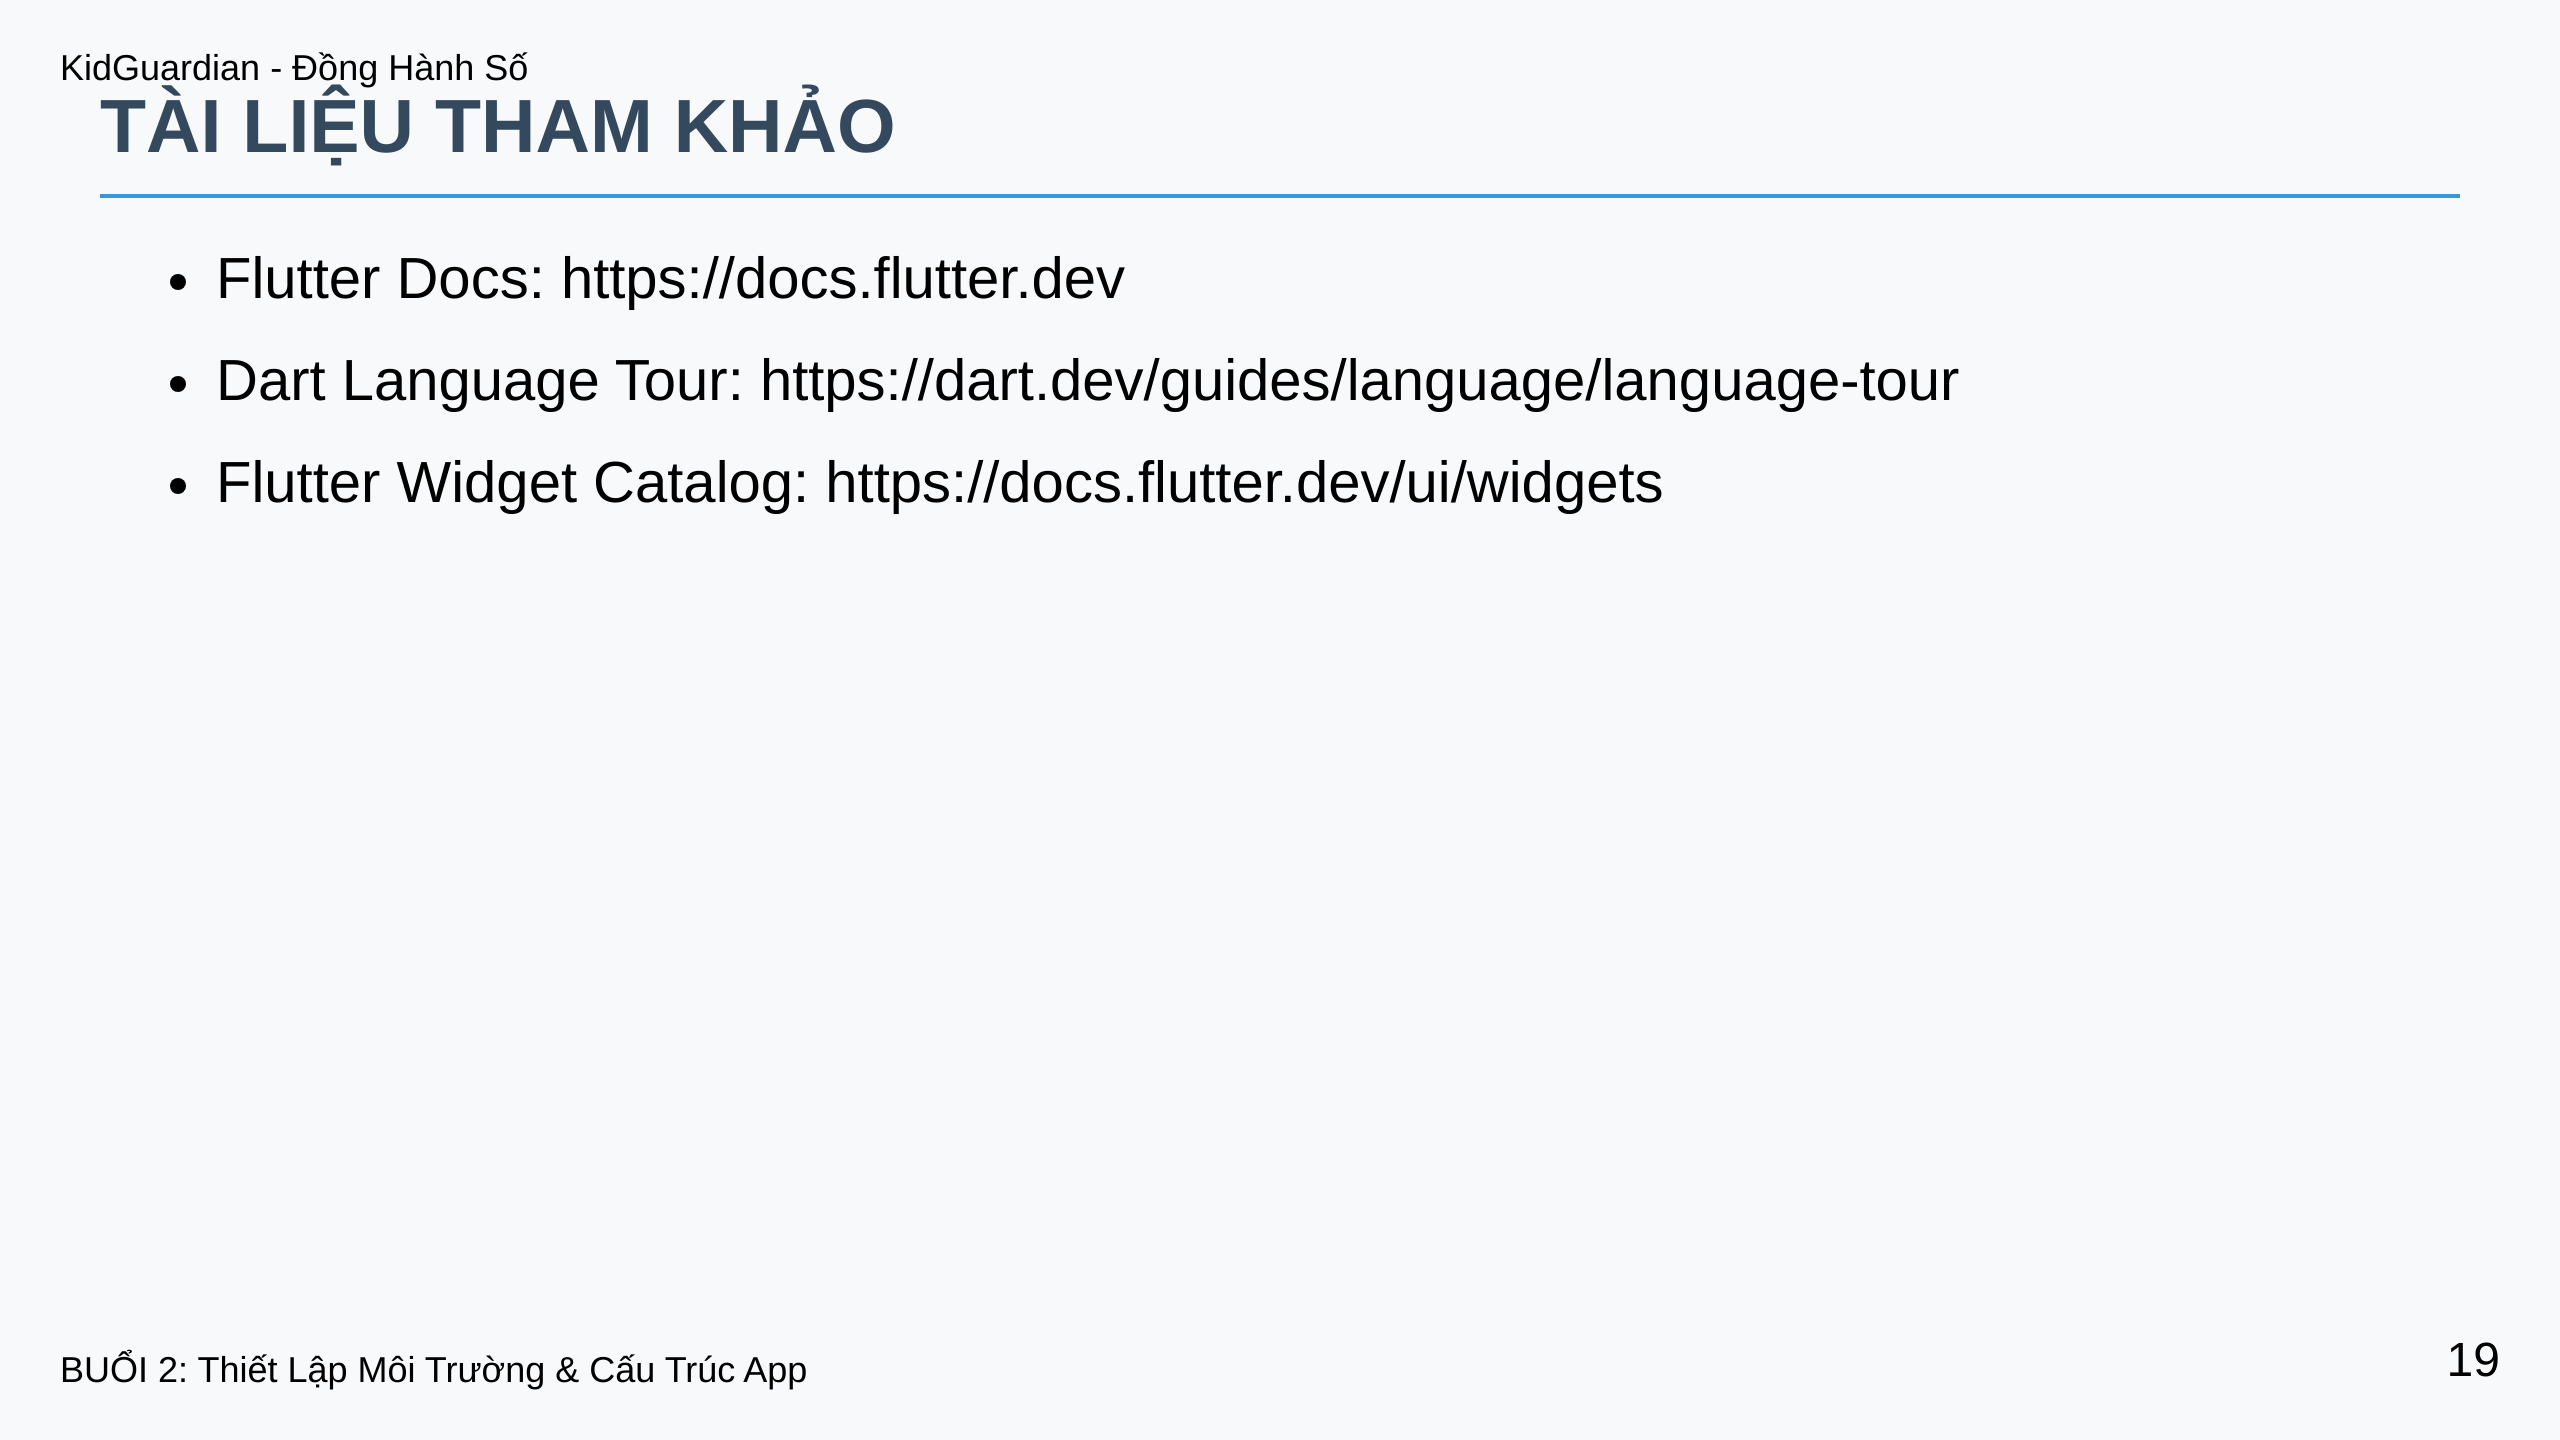 KidGuardian - Đồng Hành Số
TÀI LIỆU THAM KHẢO
• Flutter Docs: https://docs.flutter.dev
• Dart Language Tour: https://dart.dev/guides/language/language-tour
• Flutter Widget Catalog: https://docs.flutter.dev/ui/widgets
BUỔI 2: Thiết Lập Môi Trường & Cấu Trúc App
19